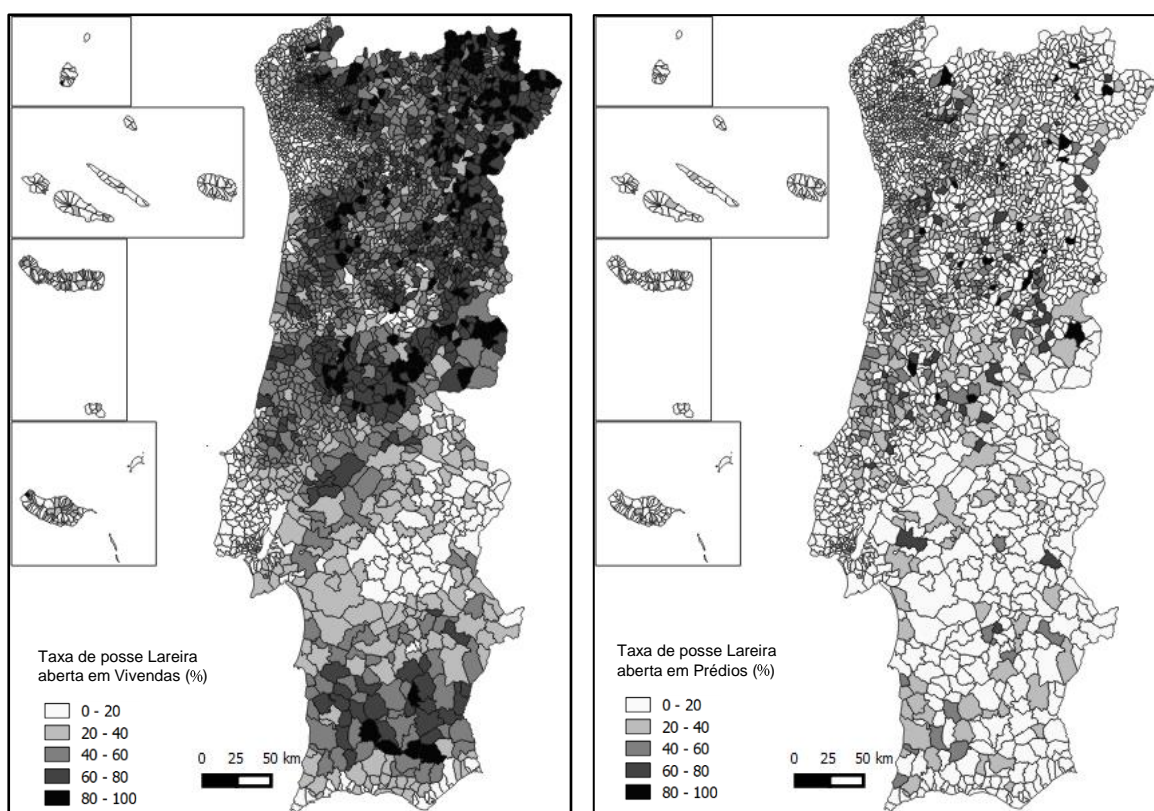 Taxa de posse Lareira
aberta em Vivendas (%)
0 - 20
20 - 40
40 - 60
60 - 80
80 - 100
0 25 50 km
Taxa de posse Lareira
aberta em Prédios (%)
0 - 20
20 - 40
40 - 60
60 - 80
80 - 100
0 25 50 km